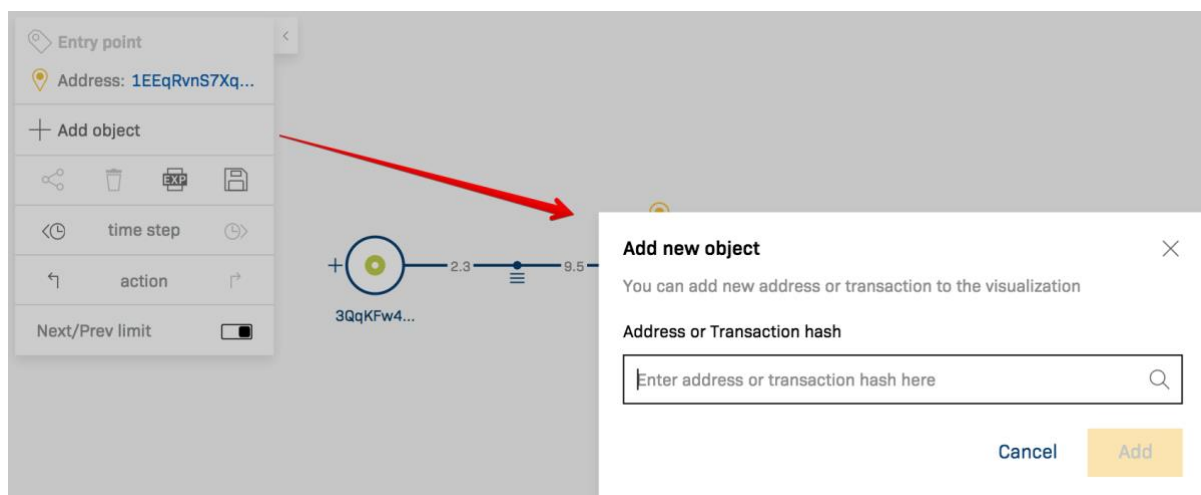 Entry point
Address: 1EEqRvnS7Xq...
Add object
EXP
time step
action
Next/Prev limit
2.3
9.5
3QqKFw4...
Add new object
You can add new address or transaction to the visualization
Address or Transaction hash
Enter address or transaction hash here
Cancel
Add